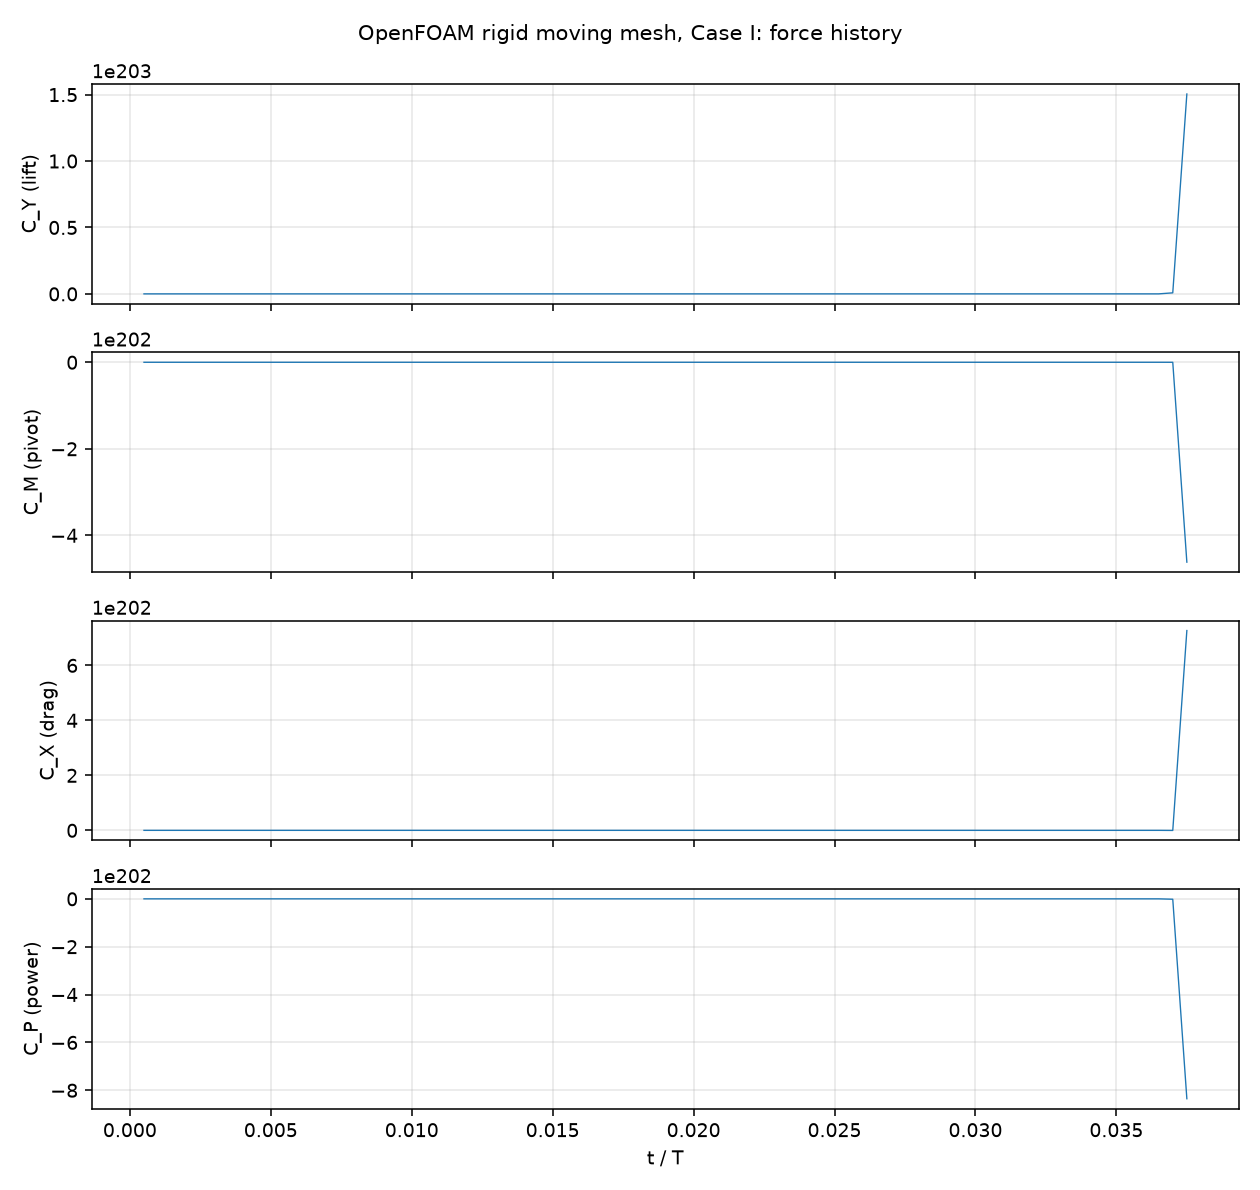 OpenFOAM rigid moving mesh, Case I: force history
1e203
1.5
1.0
0.5
0.0
C_Y (lift)
1e202
0
−2
−4
C_M (pivot)
1e202
6
4
2
0
C_X (drag)
1e202
0
−2
−4
−6
−8
C_P (power)
0.000 0.005 0.010 0.015 0.020 0.025 0.030 0.035
t / T